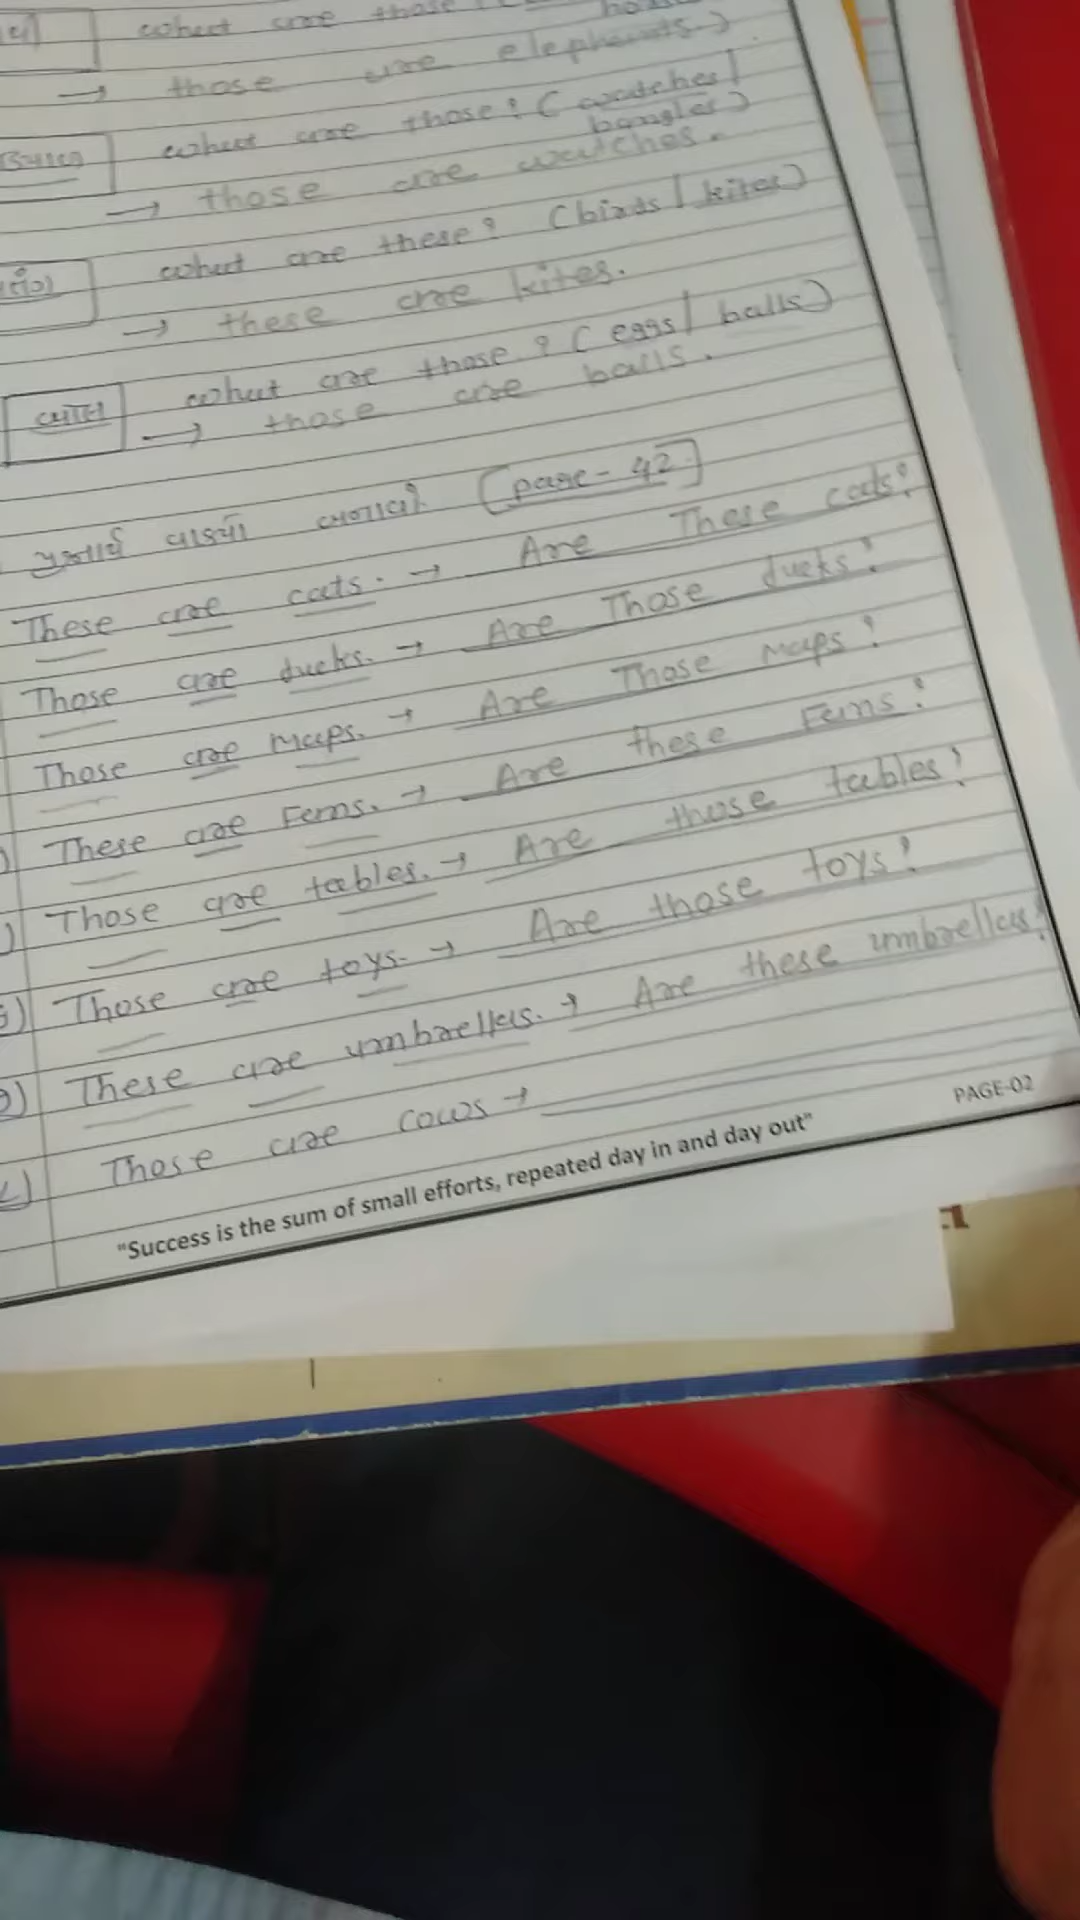 what are those
those are elephants.
what are those? (watches /
bangles)
those are watches.
what are these? (birds / kites)
→ these are kites.
what are those? (eggs / balls)
→ those are balls.
વાક્યો બનાવો. [page-42]
These are cats. → Are These cats?
Those are ducks. → Are Those ducks?
Those are maps. → Are Those maps?
These are Ferns. → Are these Ferns?
Those are tables. → Are those tables?
Those are toys. → Are those toys?
These are umbrellas. → Are these umbrellas?
Those are cows →
PAGE-02
"Success is the sum of small efforts, repeated day in and day out"